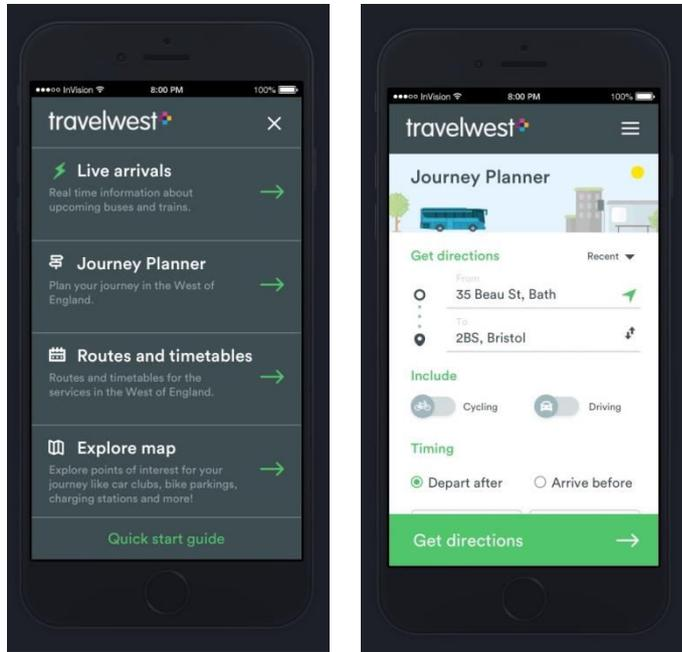 InVision 8:00 PM 100%
travelwest
Live arrivals
Real time information about
upcoming buses and trains.
Journey Planner
Plan your journey in the West of
England.
Routes and timetables
Routes and timetables for the
services in the West of England.
Explore map
Explore points of interest for your
journey like car clubs, bike parkings,
charging stations and more!
Quick start guide
InVision 8:00 PM 100%
travelwest
Journey Planner
Get directions Recent
From
35 Beau St, Bath
To
2BS, Bristol
Include
Cycling Driving
Timing
Depart after Arrive before
Get directions